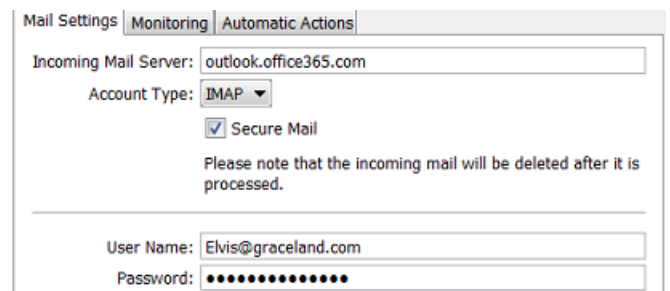 Mail Settings Monitoring Automatic Actions
Incoming Mail Server: outlook.office365.com
Account Type: IMAP
Secure Mail
Please note that the incoming mail will be deleted after it is
processed.
User Name: Elvis@graceland.com
Password: ●●●●●●●●●●●●●●